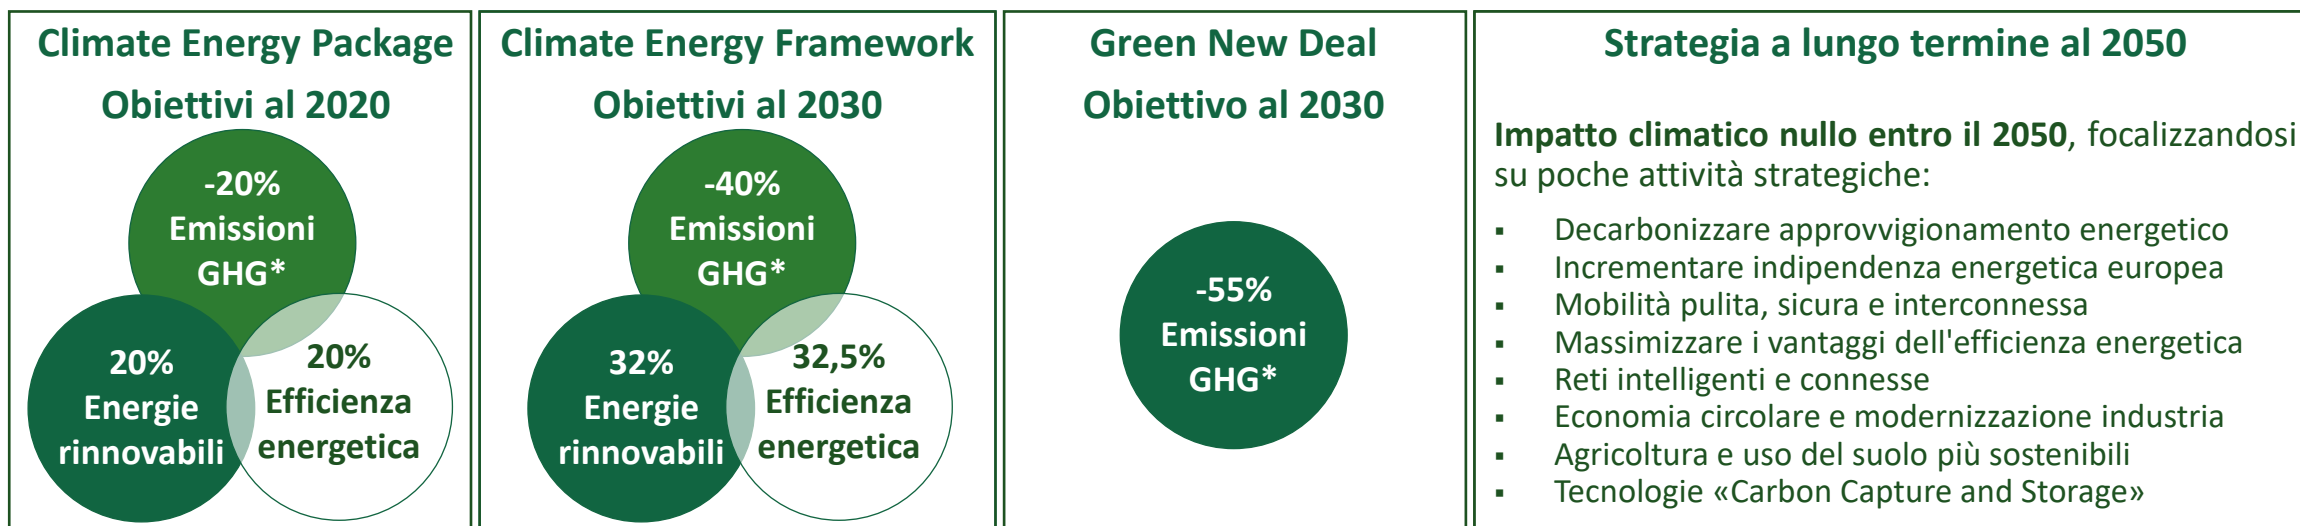 Climate Energy Package
Obiettivi al 2020
-20%
Emissioni
GHG*
20%
Energie
rinnovabili
20%
Efficienza
energetica
Climate Energy Framework
Obiettivi al 2030
-40%
Emissioni
GHG*
32%
Energie
rinnovabili
32,5%
Efficienza
energetica
Green New Deal
Obiettivo al 2030
-55%
Emissioni
GHG*
Strategia a lungo termine al 2050
Impatto climatico nullo entro il 2050, focalizzandosi
su poche attività strategiche:
▪ Decarbonizzare approvvigionamento energetico
▪ Incrementare indipendenza energetica europea
▪ Mobilità pulita, sicura e interconnessa
▪ Massimizzare i vantaggi dell'efficienza energetica
▪ Reti intelligenti e connesse
▪ Economia circolare e modernizzazione industria
▪ Agricoltura e uso del suolo più sostenibili
▪ Tecnologie «Carbon Capture and Storage»